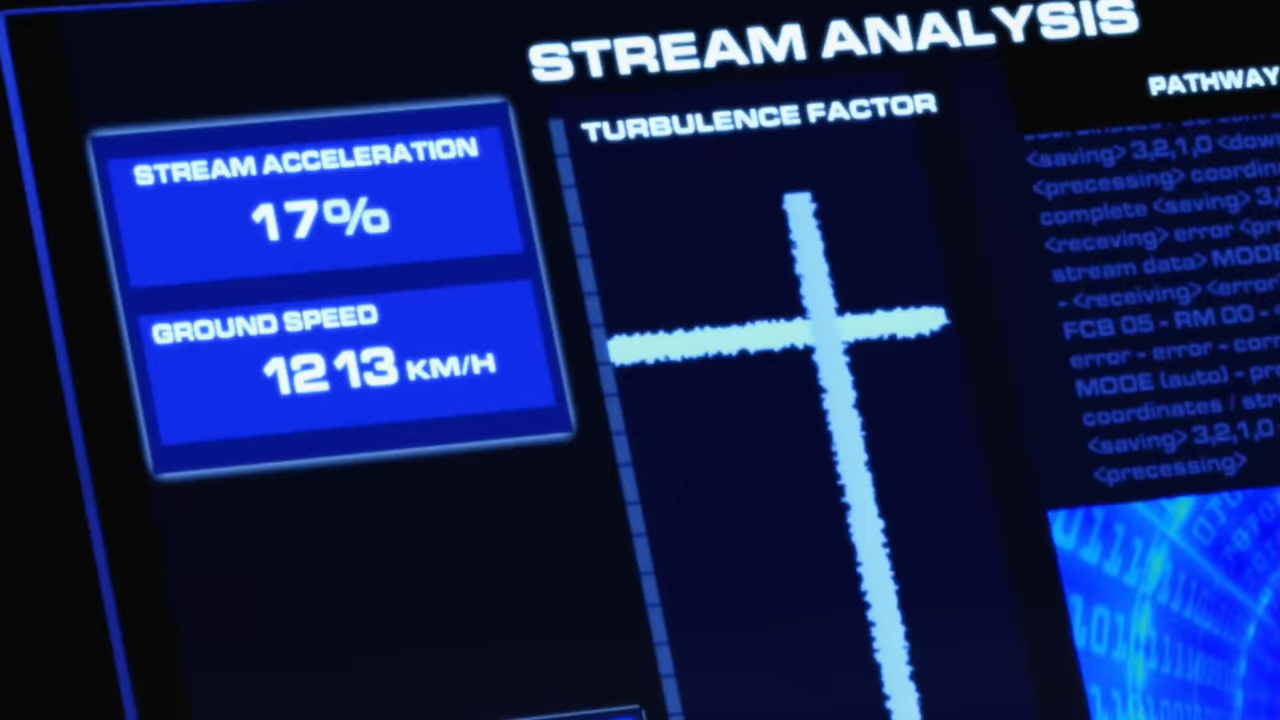 STREAM ANALYSIS
STREAM ACCELERATION
17%
GROUND SPEED
1213 KM/H
TURBULENCE FACTOR
PATHWAY
<saving> 3,2,1,0 <dow
<precessing> coordin
complete <saving> 3,
<receving> error <pr
stream data> MODE
- <receiving> <error
FCB 05 - RM 00 -
error - error - corr
MODE (auto) - pr
coordinates / str
<saving> 3,2,1,0
<precessing>